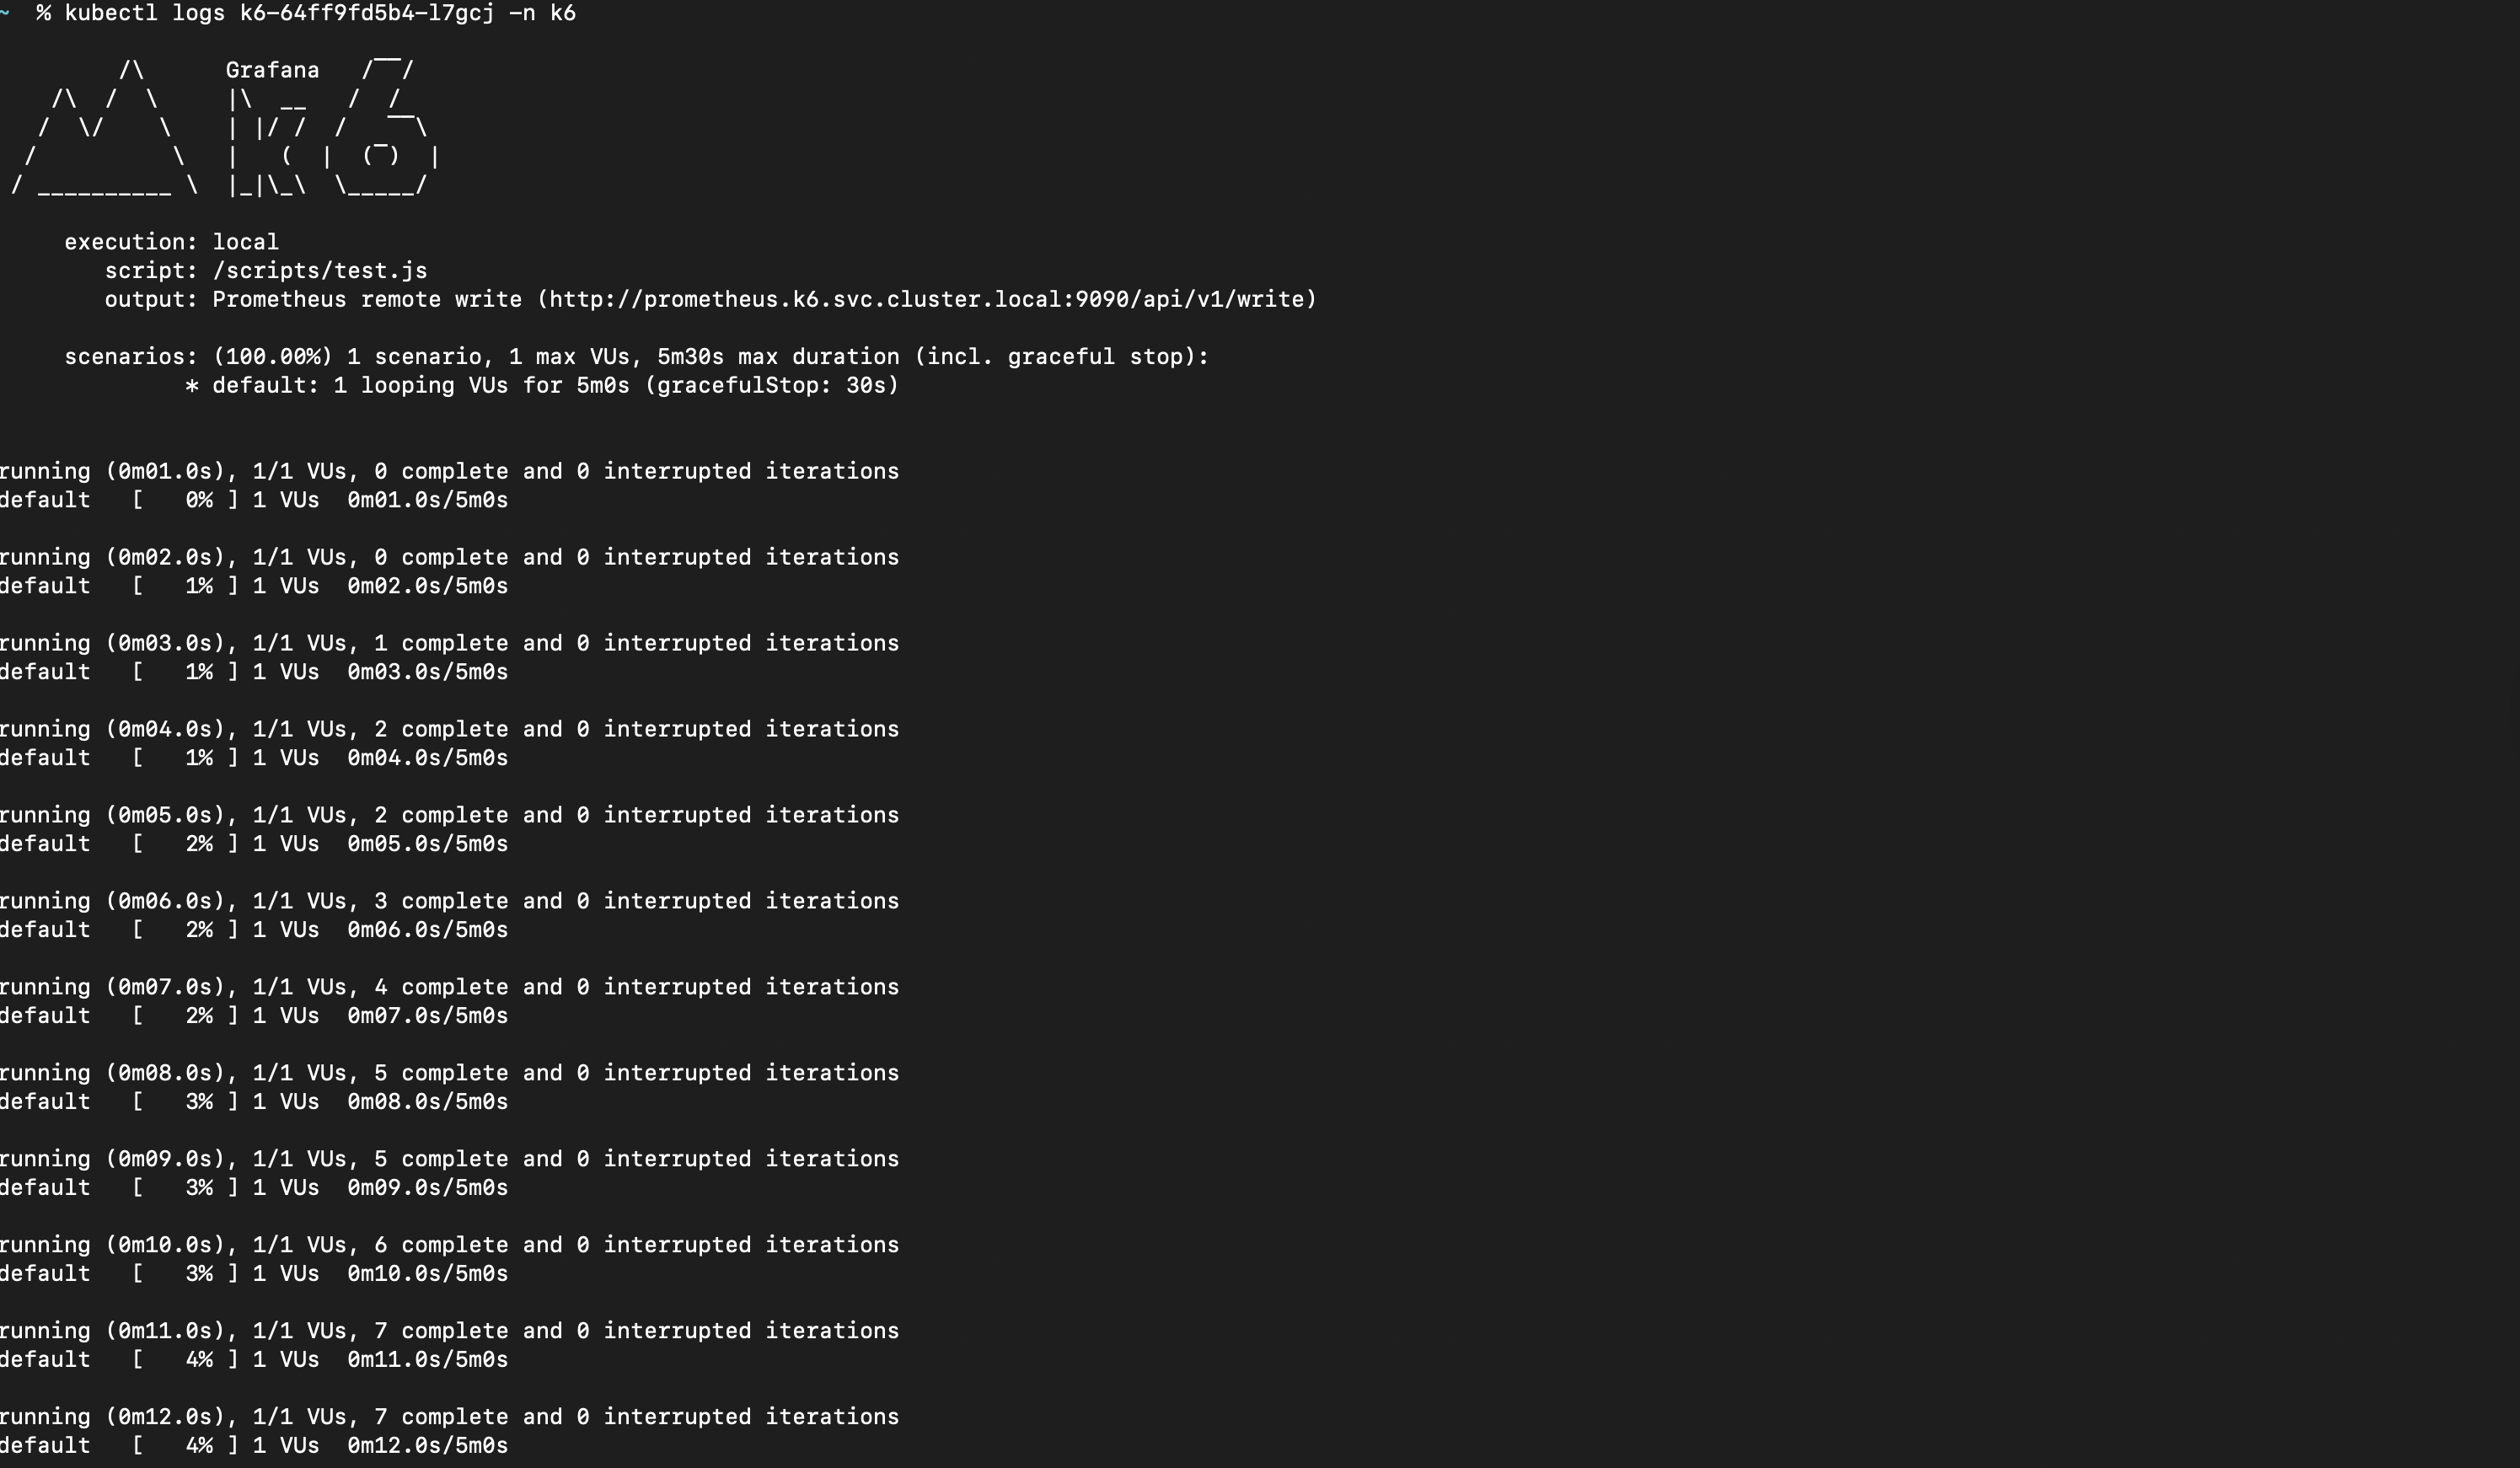 ~  % kubectl logs k6-64ff9fd5b4-l7gcj -n k6
         /\      Grafana   /‾‾/
    /\  /  \     |\  __   /  /
   /  \/    \    | |/ /  /   ‾‾\
  /          \   |   (  |  (‾)  |
 / __________ \  |_|\_\  \_____/
     execution: local
        script: /scripts/test.js
        output: Prometheus remote write (http://prometheus.k6.svc.cluster.local:9090/api/v1/write)
     scenarios: (100.00%) 1 scenario, 1 max VUs, 5m30s max duration (incl. graceful stop):
              * default: 1 looping VUs for 5m0s (gracefulStop: 30s)
running (0m01.0s), 1/1 VUs, 0 complete and 0 interrupted iterations
default   [   0% ] 1 VUs  0m01.0s/5m0s
running (0m02.0s), 1/1 VUs, 0 complete and 0 interrupted iterations
default   [   1% ] 1 VUs  0m02.0s/5m0s
running (0m03.0s), 1/1 VUs, 1 complete and 0 interrupted iterations
default   [   1% ] 1 VUs  0m03.0s/5m0s
running (0m04.0s), 1/1 VUs, 2 complete and 0 interrupted iterations
default   [   1% ] 1 VUs  0m04.0s/5m0s
running (0m05.0s), 1/1 VUs, 2 complete and 0 interrupted iterations
default   [   2% ] 1 VUs  0m05.0s/5m0s
running (0m06.0s), 1/1 VUs, 3 complete and 0 interrupted iterations
default   [   2% ] 1 VUs  0m06.0s/5m0s
running (0m07.0s), 1/1 VUs, 4 complete and 0 interrupted iterations
default   [   2% ] 1 VUs  0m07.0s/5m0s
running (0m08.0s), 1/1 VUs, 5 complete and 0 interrupted iterations
default   [   3% ] 1 VUs  0m08.0s/5m0s
running (0m09.0s), 1/1 VUs, 5 complete and 0 interrupted iterations
default   [   3% ] 1 VUs  0m09.0s/5m0s
running (0m10.0s), 1/1 VUs, 6 complete and 0 interrupted iterations
default   [   3% ] 1 VUs  0m10.0s/5m0s
running (0m11.0s), 1/1 VUs, 7 complete and 0 interrupted iterations
default   [   4% ] 1 VUs  0m11.0s/5m0s
running (0m12.0s), 1/1 VUs, 7 complete and 0 interrupted iterations
default   [   4% ] 1 VUs  0m12.0s/5m0s